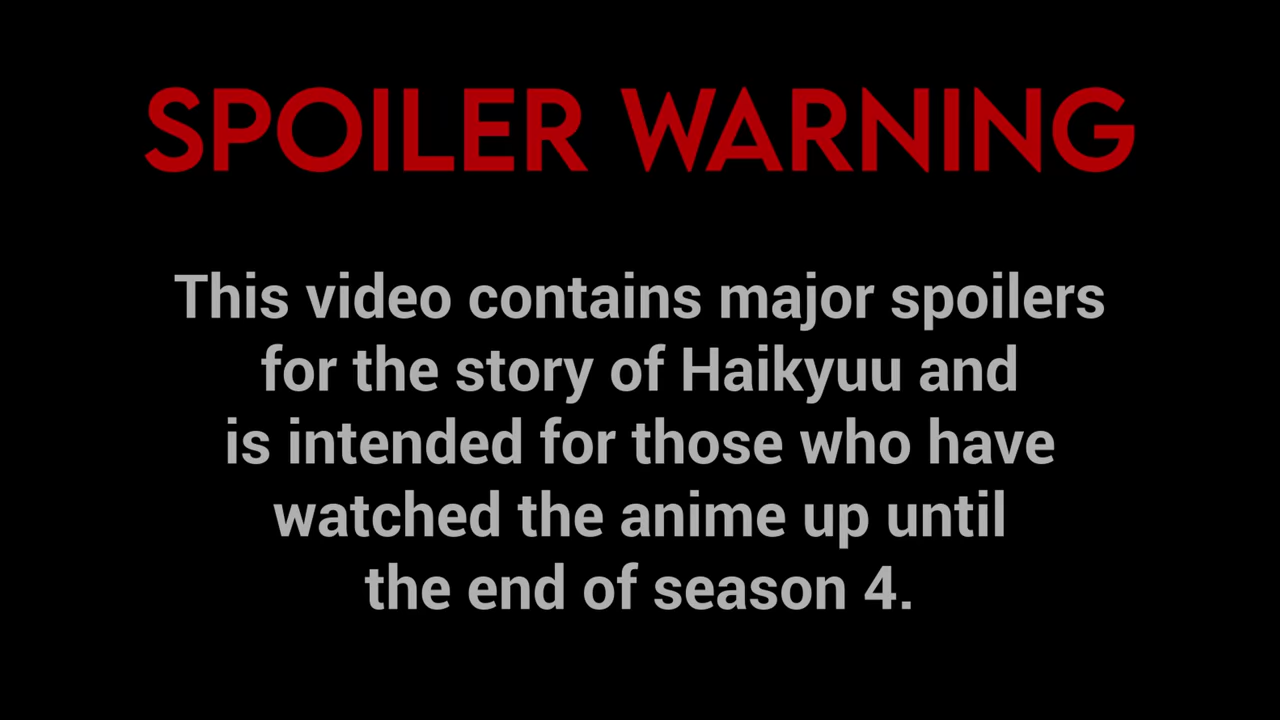 SPOILER WARNING
This video contains major spoilers
for the story of Haikyuu and
is intended for those who have
watched the anime up until
the end of season 4.